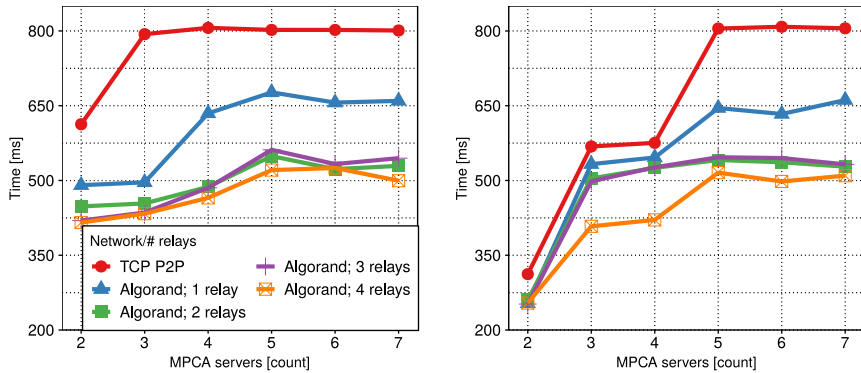 800
650
500
350
200
Time [ms]
Network/# relays
TCP P2P
Algorand; 1 relay
Algorand; 2 relays
Algorand; 3 relays
Algorand; 4 relays
2 3 4 5 6 7
MPCA servers [count]
800
650
500
350
200
Time [ms]
2 3 4 5 6 7
MPCA servers [count]